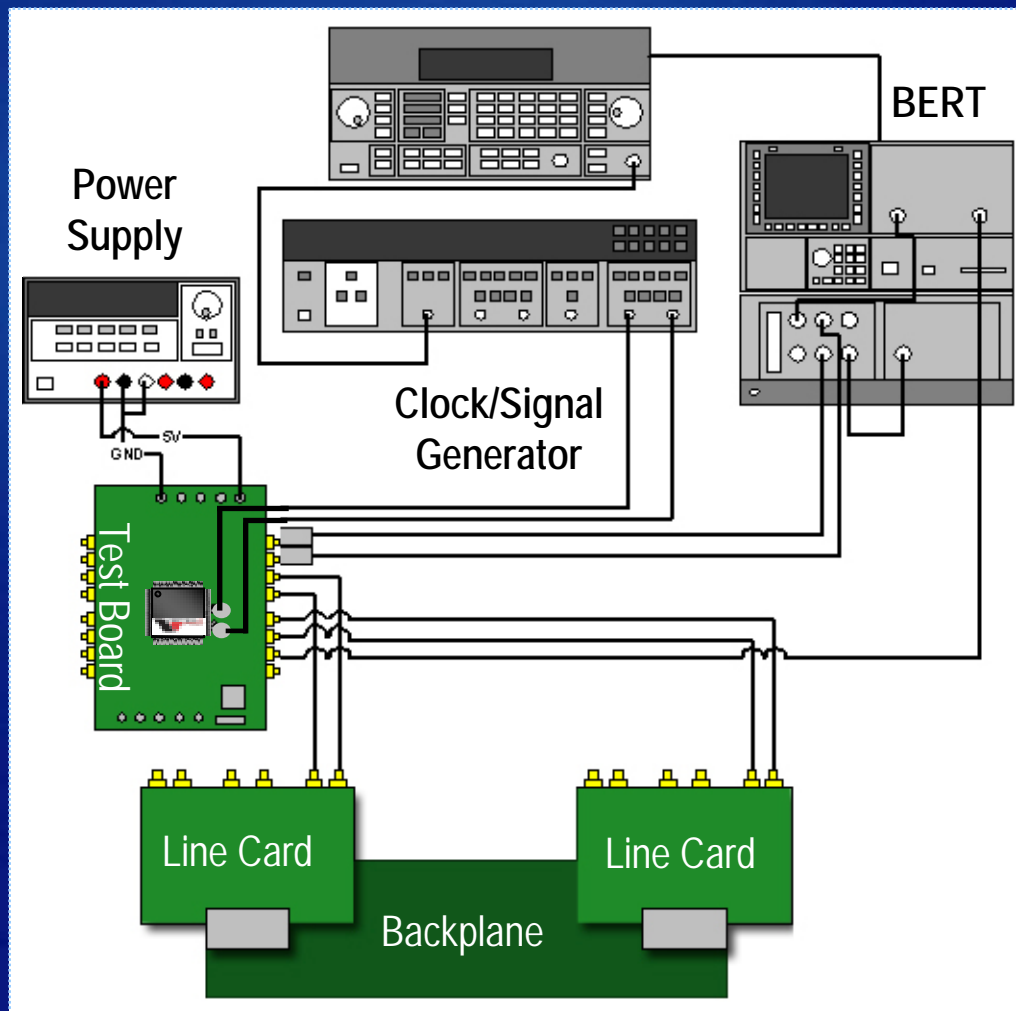 BERT
Power
Supply
Clock/Signal
Generator
5V
GND
Test Board
Line Card
Line Card
Backplane